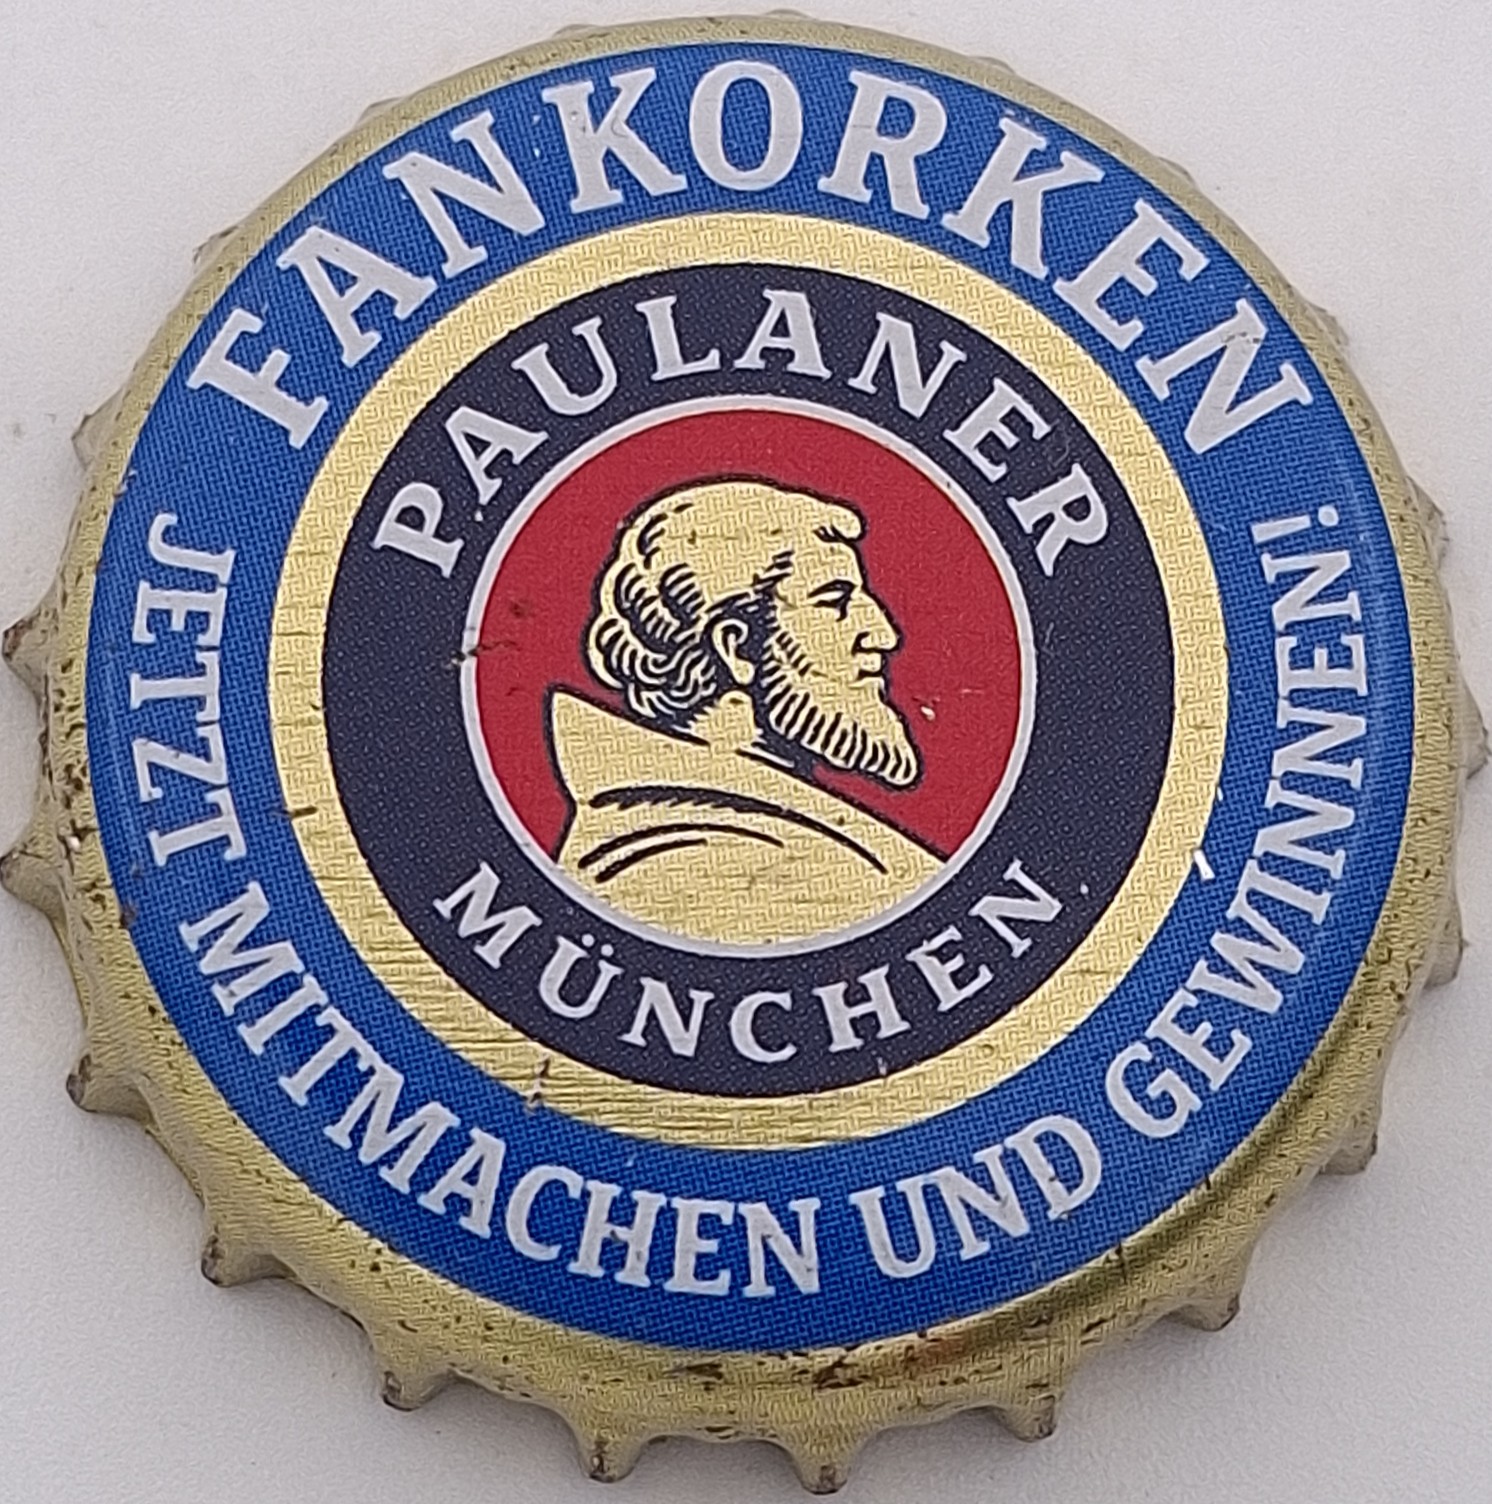 FANKORKEN
JETZT MITMACHEN UND GEWINNEN!
PAULANER
MÜNCHEN